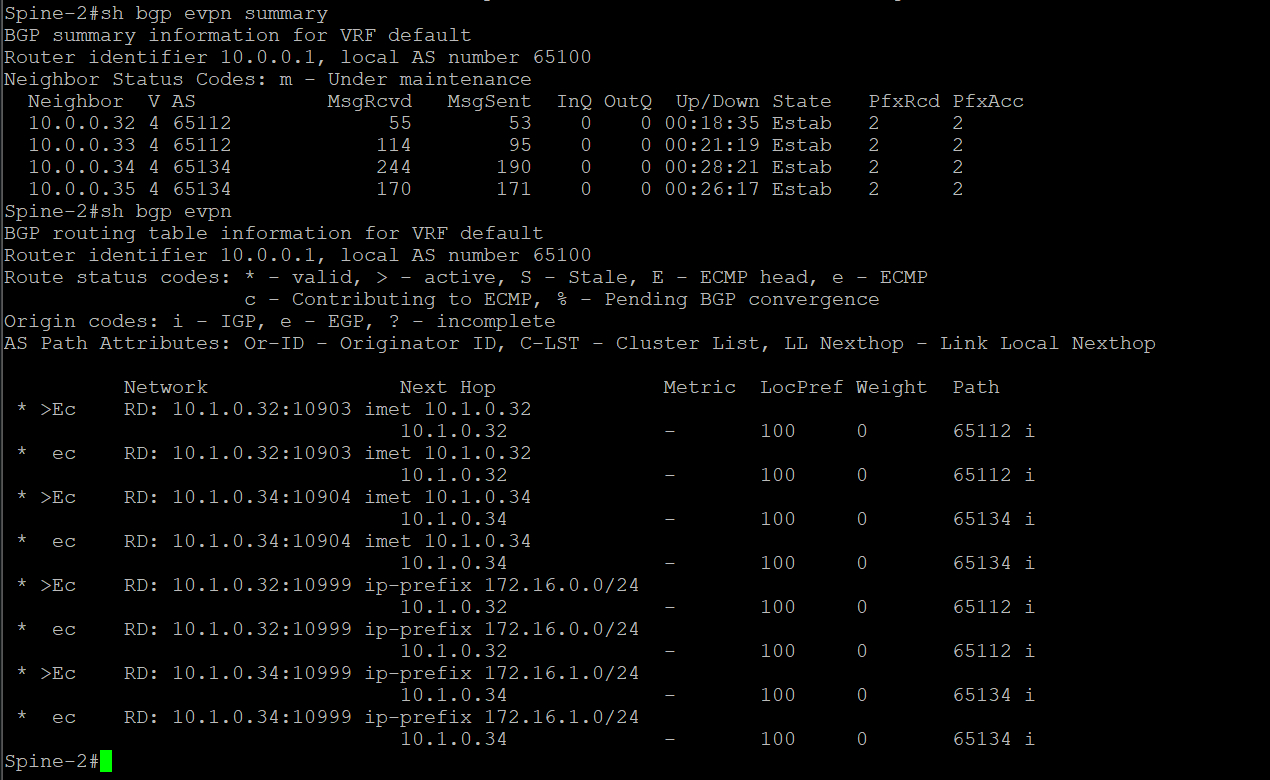 Spine-2#sh bgp evpn summary
BGP summary information for VRF default
Router identifier 10.0.0.1, local AS number 65100
Neighbor Status Codes: m - Under maintenance
  Neighbor  V AS           MsgRcvd   MsgSent  InQ OutQ  Up/Down State   PfxRcd PfxAcc
  10.0.0.32 4 65112             55        53    0    0 00:18:35 Estab   2      2
  10.0.0.33 4 65112            114        95    0    0 00:21:19 Estab   2      2
  10.0.0.34 4 65134            244       190    0    0 00:28:21 Estab   2      2
  10.0.0.35 4 65134            170       171    0    0 00:26:17 Estab   2      2
Spine-2#sh bgp evpn
BGP routing table information for VRF default
Router identifier 10.0.0.1, local AS number 65100
Route status codes: * - valid, > - active, S - Stale, E - ECMP head, e - ECMP
                    c - Contributing to ECMP, % - Pending BGP convergence
Origin codes: i - IGP, e - EGP, ? - incomplete
AS Path Attributes: Or-ID - Originator ID, C-LST - Cluster List, LL Nexthop - Link Local Nexthop
          Network                Next Hop              Metric  LocPref Weight  Path
 * >Ec    RD: 10.1.0.32:10903 imet 10.1.0.32
                                 10.1.0.32             -       100     0       65112 i
 *  ec    RD: 10.1.0.32:10903 imet 10.1.0.32
                                 10.1.0.32             -       100     0       65112 i
 * >Ec    RD: 10.1.0.34:10904 imet 10.1.0.34
                                 10.1.0.34             -       100     0       65134 i
 *  ec    RD: 10.1.0.34:10904 imet 10.1.0.34
                                 10.1.0.34             -       100     0       65134 i
 * >Ec    RD: 10.1.0.32:10999 ip-prefix 172.16.0.0/24
                                 10.1.0.32             -       100     0       65112 i
 *  ec    RD: 10.1.0.32:10999 ip-prefix 172.16.0.0/24
                                 10.1.0.32             -       100     0       65112 i
 * >Ec    RD: 10.1.0.34:10999 ip-prefix 172.16.1.0/24
                                 10.1.0.34             -       100     0       65134 i
 *  ec    RD: 10.1.0.34:10999 ip-prefix 172.16.1.0/24
                                 10.1.0.34             -       100     0       65134 i
Spine-2#